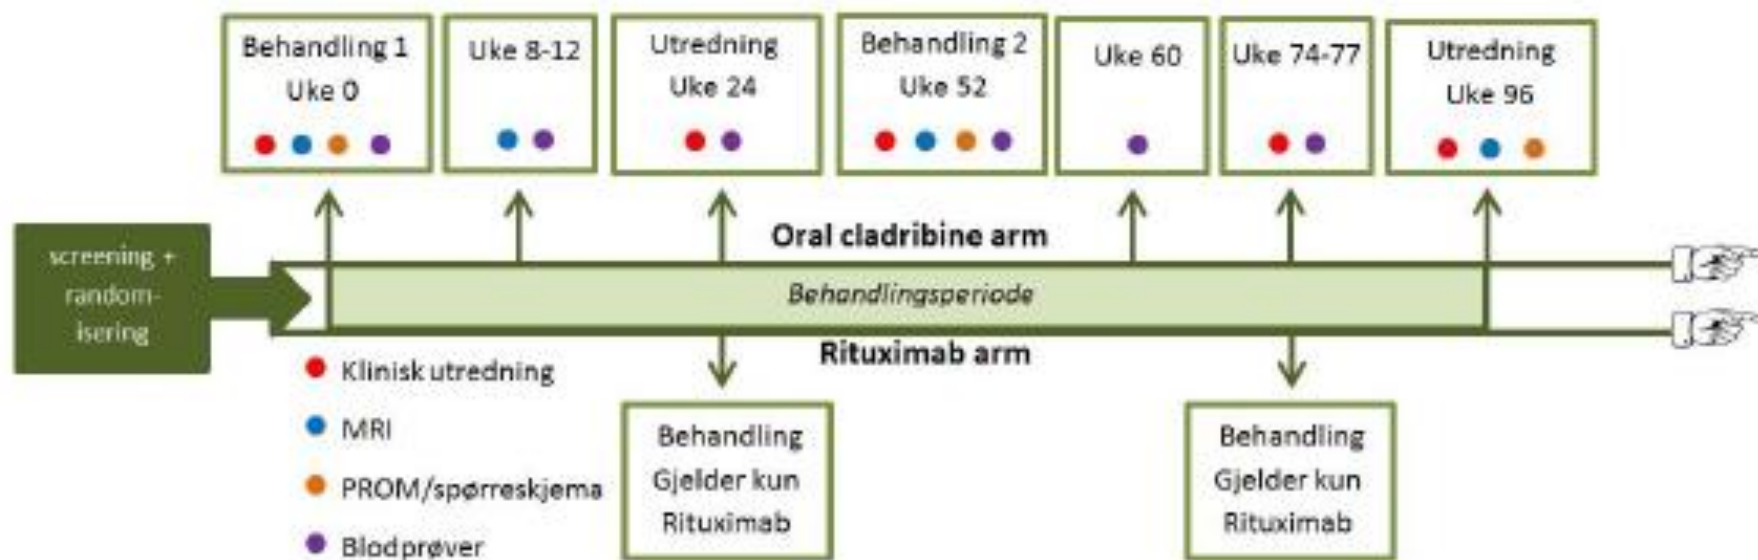 Behandling 1
Uke 0
Uke 8-12
Utredning
Uke 24
Behandling 2
Uke 52
Uke 60
Uke 74-77
Utredning
Uke 96
screening +
random-
isering
Oral cladribine arm
Behandlingsperiode
Rituximab arm
Klinisk utredning
MRI
PROM/spørreskjema
Blodprøver
Behandling
Gjelder kun
Rituximab
Behandling
Gjelder kun
Rituximab